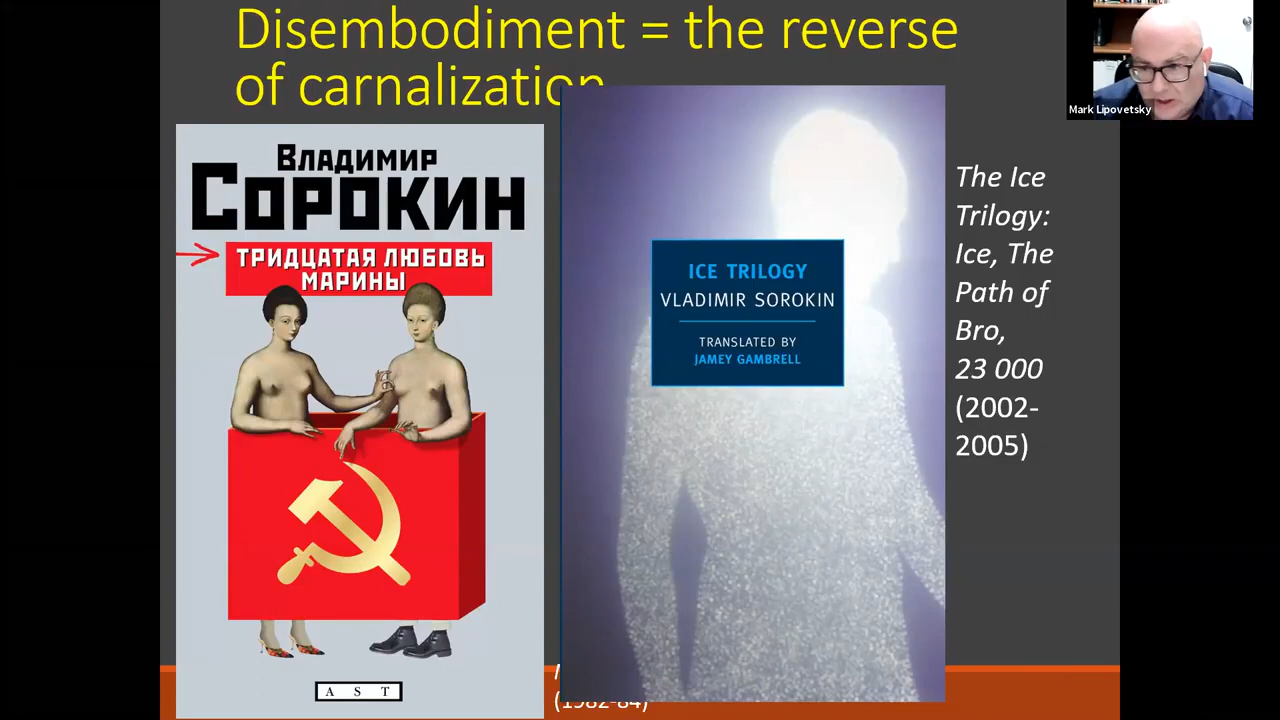 Disembodiment = the reverse
of carnalization
Mark Lipovetsky
Владимир
Сорокин
ТРИДЦАТАЯ ЛЮБОВЬ
МАРИНЫ
A S T
ICE TRILOGY
VLADIMIR SOROKIN
TRANSLATED BY
JAMEY GAMBRELL
The Ice
Trilogy:
Ice, The
Path of
Bro,
23 000
(2002-
2005)
(1982-84)